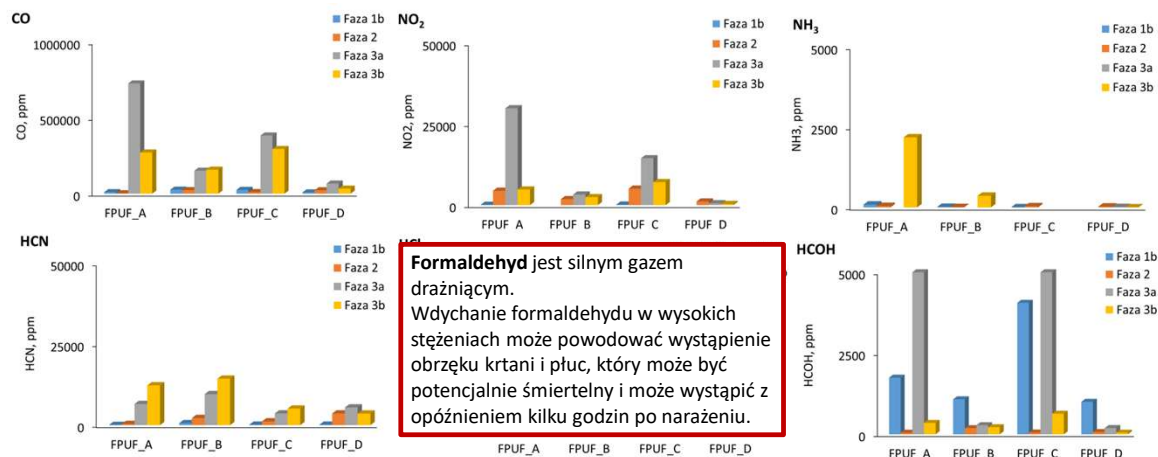 CO
Faza 1b
Faza 2
Faza 3a
Faza 3b
1000000
500000
0
CO, ppm
FPUF_A FPUF_B FPUF_C FPUF_D
NO₂
Faza 1b
Faza 2
Faza 3a
Faza 3b
50000
25000
0
NO2, ppm
FPUF_A FPUF_B FPUF_C FPUF_D
NH₃
Faza 1b
Faza 2
Faza 3a
Faza 3b
5000
2500
0
NH3, ppm
FPUF_A FPUF_B FPUF_C FPUF_D
HCN
Faza 1b
Faza 2
Faza 3a
Faza 3b
50000
25000
0
HCN, ppm
FPUF_A FPUF_B FPUF_C FPUF_D
Formaldehyd jest silnym gazem
drażniącym.
Wdychanie formaldehydu w wysokich
stężeniach może powodować wystąpienie
obrzęku krtani i płuc, który może być
potencjalnie śmiertelny i może wystąpić z
opóźnieniem kilku godzin po narażeniu.
FPUF_A FPUF_B FPUF_C FPUF_D
HCOH
Faza 1b
Faza 2
Faza 3a
Faza 3b
5000
2500
0
HCOH, ppm
FPUF_A FPUF_B FPUF_C FPUF_D